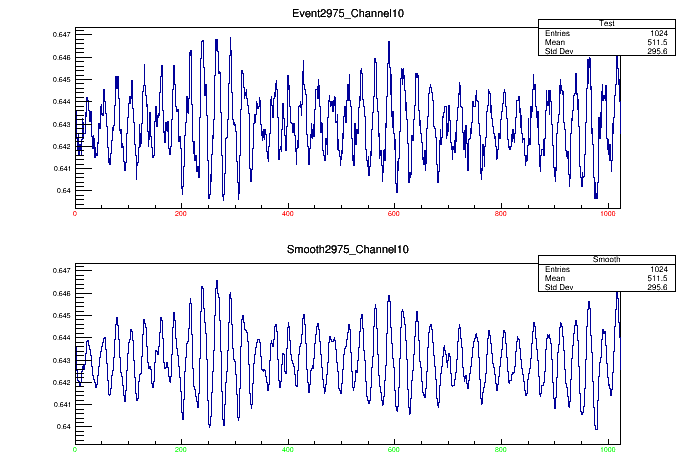 Event2975_Channel10
Test
Entries 1024
Mean 511.5
Std Dev 295.6
0.647
0.646
0.645
0.644
0.643
0.642
0.641
0.64
0 200 400 600 800 1000
Smooth2975_Channel10
Smooth
Entries 1024
Mean 511.5
Std Dev 295.6
0.647
0.646
0.645
0.644
0.643
0.642
0.641
0.64
0 200 400 600 800 1000